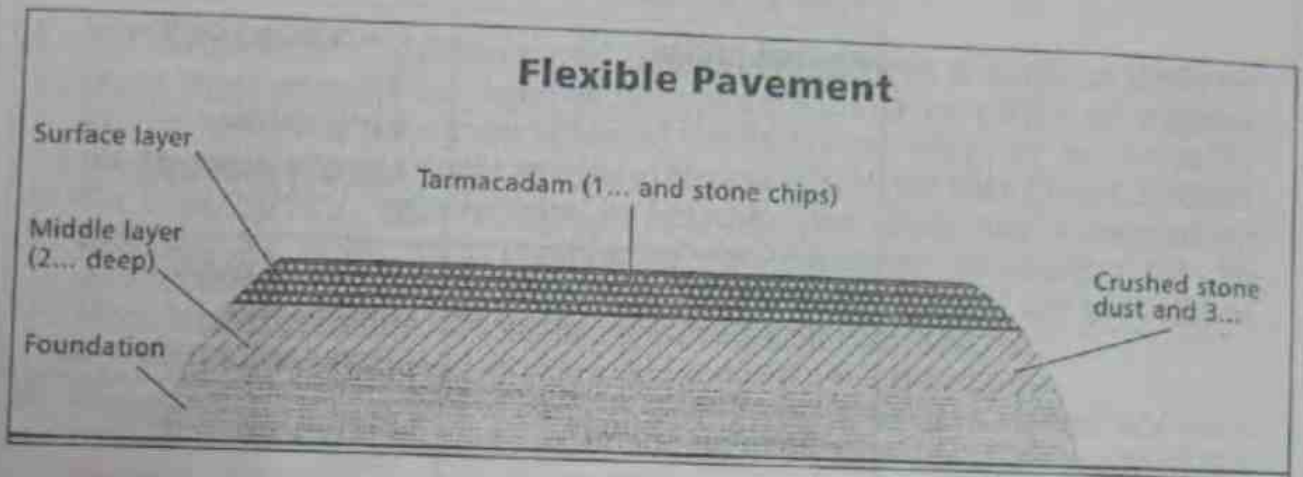 Flexible Pavement
Surface layer
Tarmacadam (1... and stone chips)
Middle layer
(2... deep)
Crushed stone
dust and 3...
Foundation